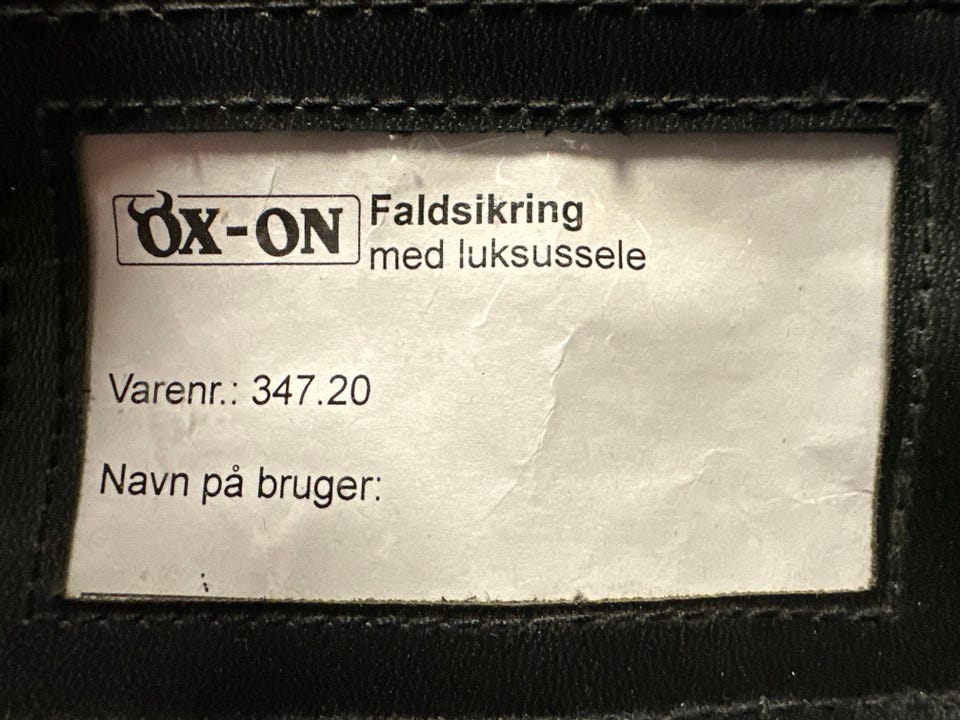 OX-ON Faldsikring
med luksussele
Varenr.: 347.20
Navn på bruger: